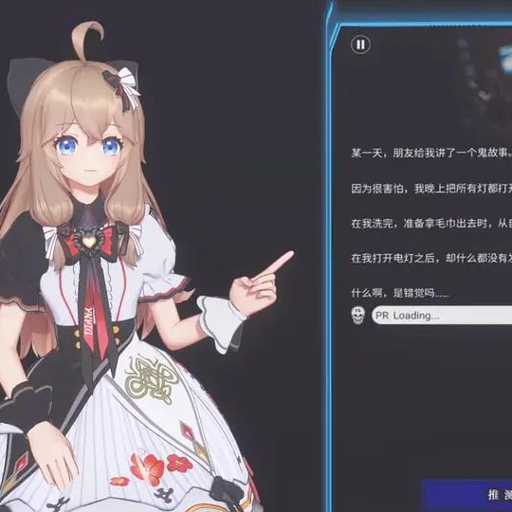 某一天，朋友给我讲了一个鬼故事。
因为很害怕，我晚上把所有灯都打
在我洗完，准备拿毛巾出去时，从
在我打开电灯之后，却什么都没有
什么啊，是错觉吗……
PR Loading...
DIANA
推